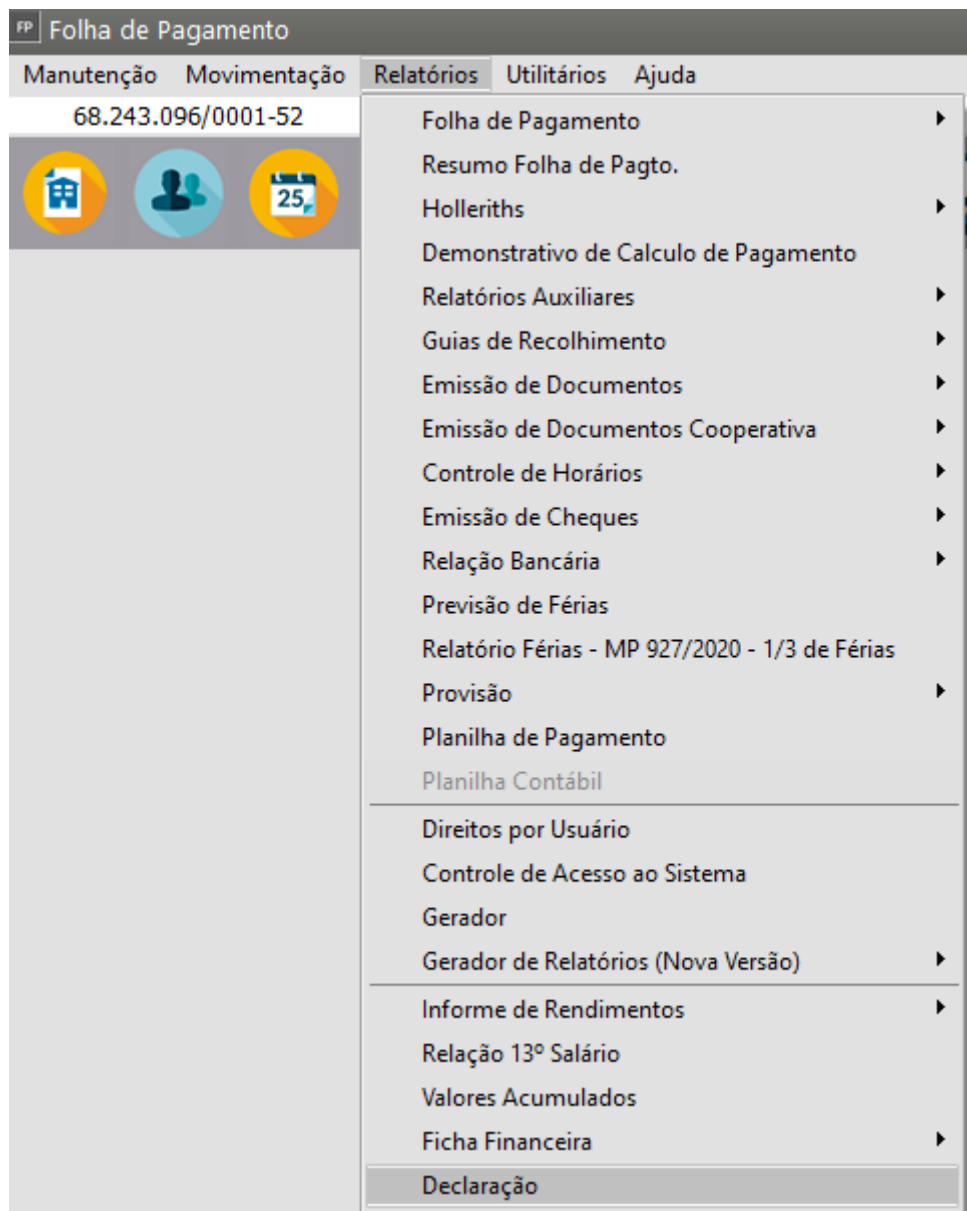 FP Folha de Pagamento
Manutenção Movimentação Relatórios Utilitários Ajuda
68.243.096/0001-52
25
Folha de Pagamento
Resumo Folha de Pagto.
Holleriths
Demonstrativo de Calculo de Pagamento
Relatórios Auxiliares
Guias de Recolhimento
Emissão de Documentos
Emissão de Documentos Cooperativa
Controle de Horários
Emissão de Cheques
Relação Bancária
Previsão de Férias
Relatório Férias - MP 927/2020 - 1/3 de Férias
Provisão
Planilha de Pagamento
Planilha Contábil
Direitos por Usuário
Controle de Acesso ao Sistema
Gerador
Gerador de Relatórios (Nova Versão)
Informe de Rendimentos
Relação 13º Salário
Valores Acumulados
Ficha Financeira
Declaração